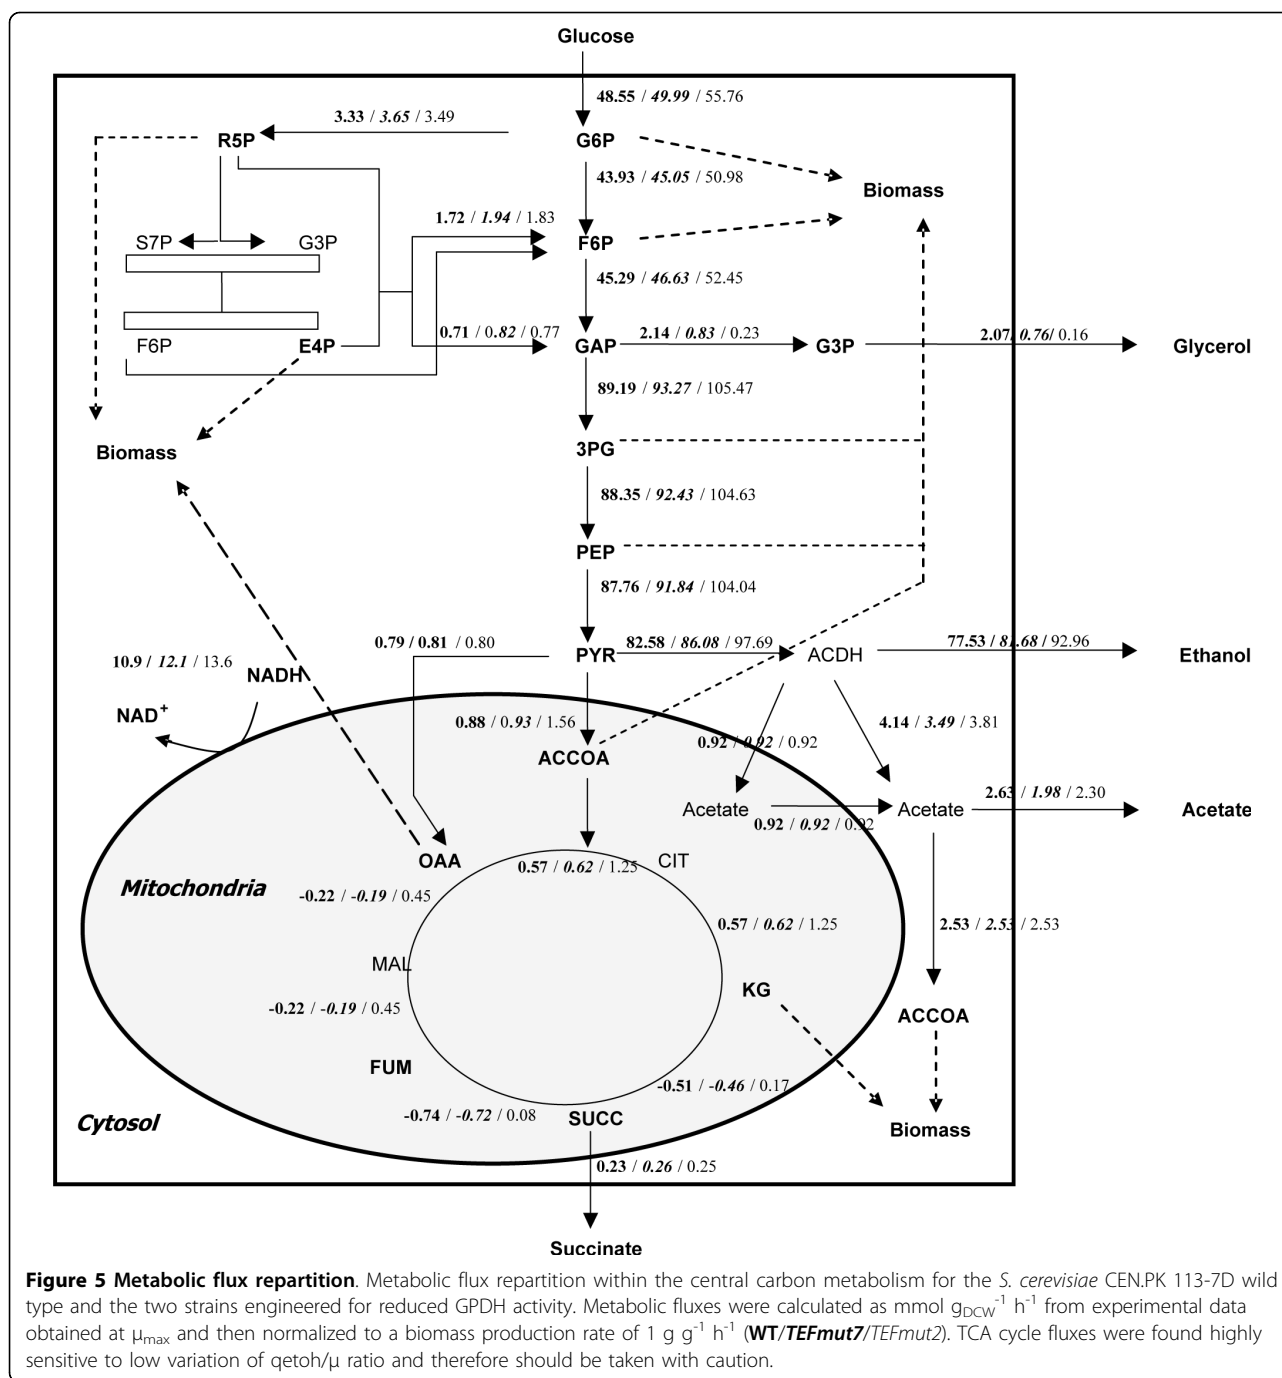 Glucose
48.55 / 49.99 / 55.76
3.33 / 3.65 / 3.49
R5P
G6P
43.93 / 45.05 / 50.98
Biomass
1.72 / 1.94 / 1.83
S7P
G3P
F6P
45.29 / 46.63 / 52.45
0.71 / 0.82 / 0.77
F6P
E4P
GAP
2.14 / 0.83 / 0.23
G3P
2.07/ 0.76/ 0.16
Glycerol
89.19 / 93.27 / 105.47
Biomass
3PG
88.35 / 92.43 / 104.63
PEP
87.76 / 91.84 / 104.04
0.79 / 0.81 / 0.80
PYR
82.58 / 86.08 / 97.69
ACDH
77.53 / 81.68 / 92.96
Ethanol
10.9 / 12.1 / 13.6
NADH
NAD+
0.88 / 0.93 / 1.56
4.14 / 3.49 / 3.81
0.92 / 0.92 / 0.92
ACCOA
Acetate
Acetate
2.63 / 1.98 / 2.30
Acetate
0.92 / 0.92 / 0.92
OAA
0.57 / 0.62 / 1.25
CIT
Mitochondria
-0.22 / -0.19 / 0.45
0.57 / 0.62 / 1.25
2.53 / 2.53 / 2.53
MAL
KG
-0.22 / -0.19 / 0.45
ACCOA
FUM
-0.51 / -0.46 / 0.17
-0.74 / -0.72 / 0.08
SUCC
Cytosol
Biomass
0.23 / 0.26 / 0.25
Succinate
Figure 5 Metabolic flux repartition. Metabolic flux repartition within the central carbon metabolism for the S. cerevisiae CEN.PK 113-7D wild
type and the two strains engineered for reduced GPDH activity. Metabolic fluxes were calculated as mmol gDCW-1 h-1 from experimental data
obtained at μmax and then normalized to a biomass production rate of 1 g g-1 h-1 (WT/TEFmut7/TEFmut2). TCA cycle fluxes were found highly
sensitive to low variation of qetoh/μ ratio and therefore should be taken with caution.